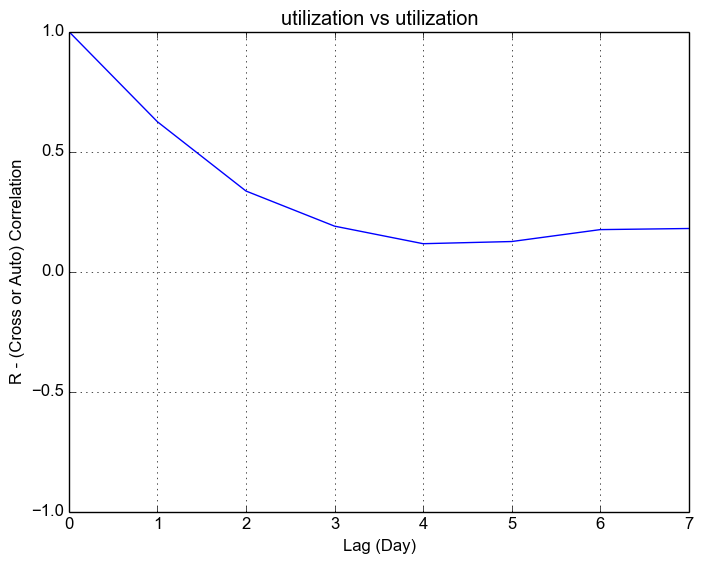 utilization vs utilization
1.0
0.5
0.0
−0.5
−1.0
R - (Cross or Auto) Correlation
0 1 2 3 4 5 6 7
Lag (Day)